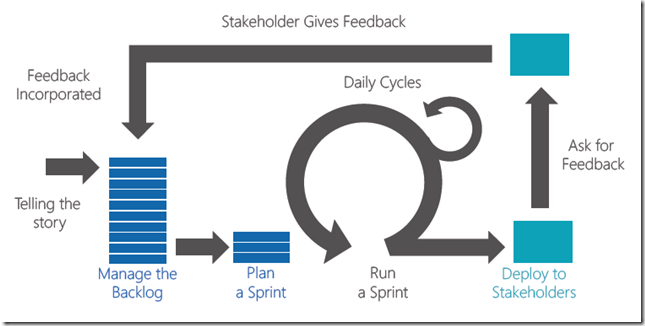 Stakeholder Gives Feedback
Feedback
Incorporated
Daily Cycles
Ask for
Feedback
Telling the
story
Manage the
Backlog
Plan
a Sprint
Run
a Sprint
Deploy to
Stakeholders